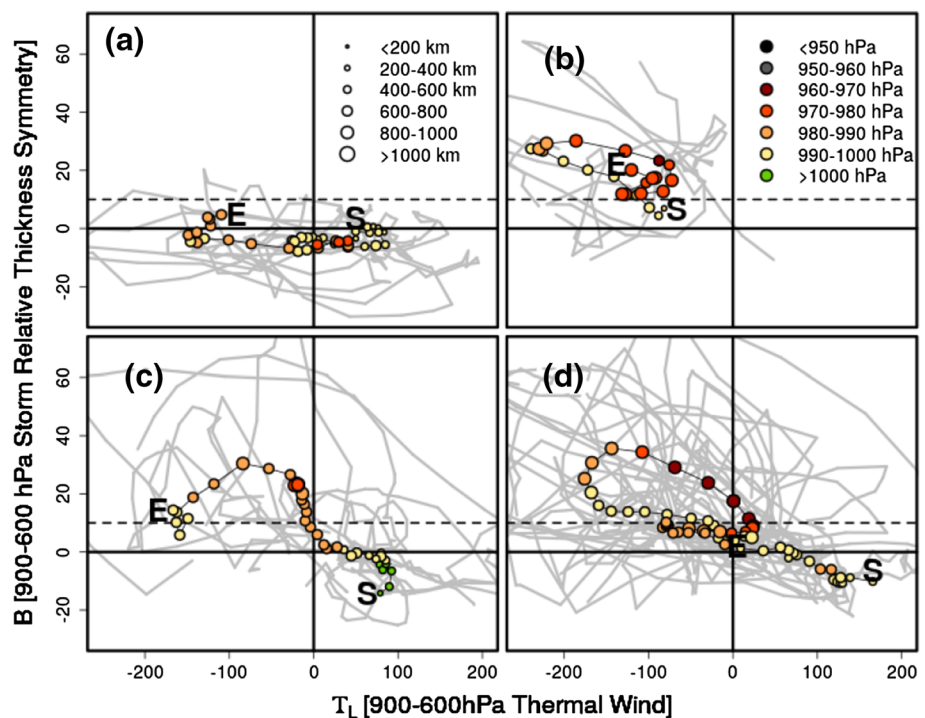 (a)
<200 km
200-400 km
400-600 km
600-800
800-1000
>1000 km
E
S
(b)
<950 hPa
950-960 hPa
960-970 hPa
970-980 hPa
980-990 hPa
990-1000 hPa
>1000 hPa
E
S
60
40
20
0
-20
(c)
E
S
(d)
E
S
60
40
20
0
-20
-200 -100 0 100 200
-200 -100 0 100 200
B [900-600 hPa Storm Relative Thickness Symmetry]
TL [900-600hPa Thermal Wind]